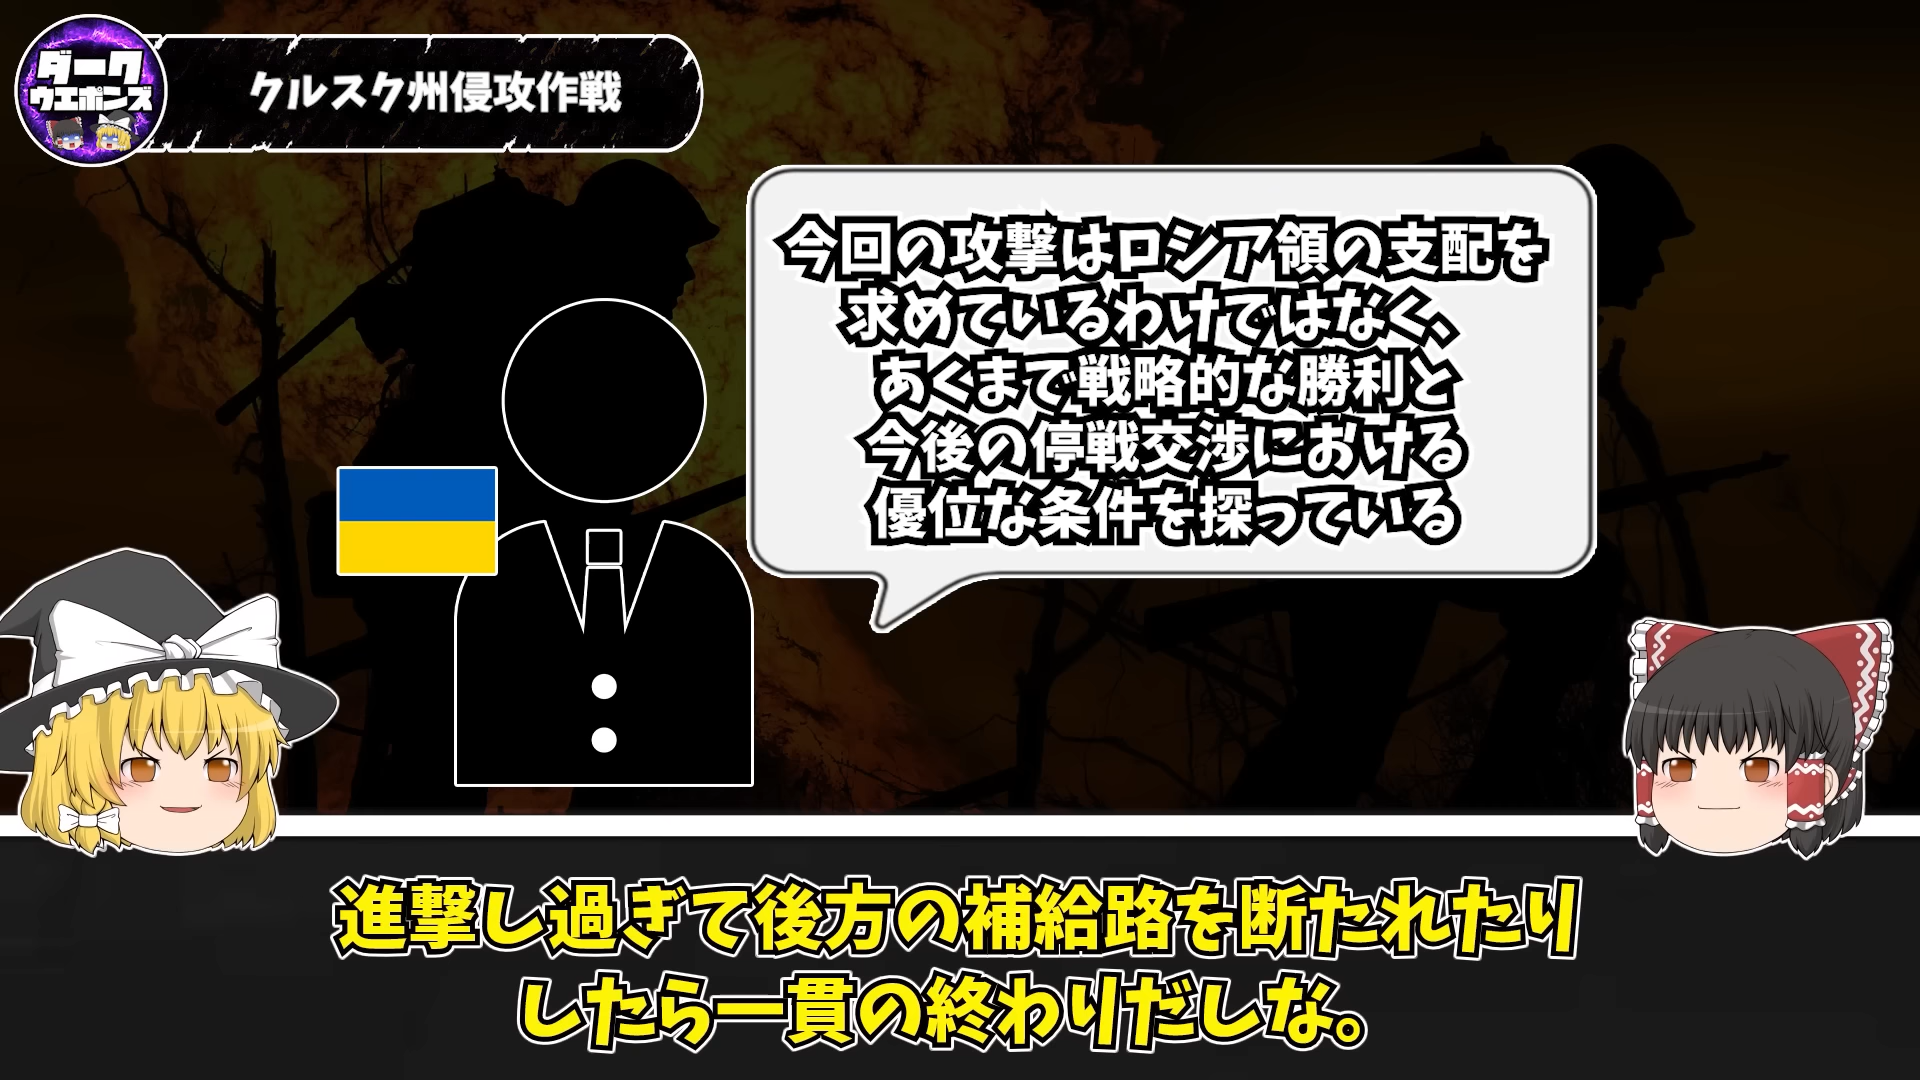 ダーク
ウエポンズ
クルスク州侵攻作戦
今回の攻撃はロシア領の支配を
求めているわけではなく、
あくまで戦略的な勝利と
今後の停戦交渉における
優位な条件を探っている
進撃し過ぎて後方の補給路を断たれたり
したら一貫の終わりだしな。